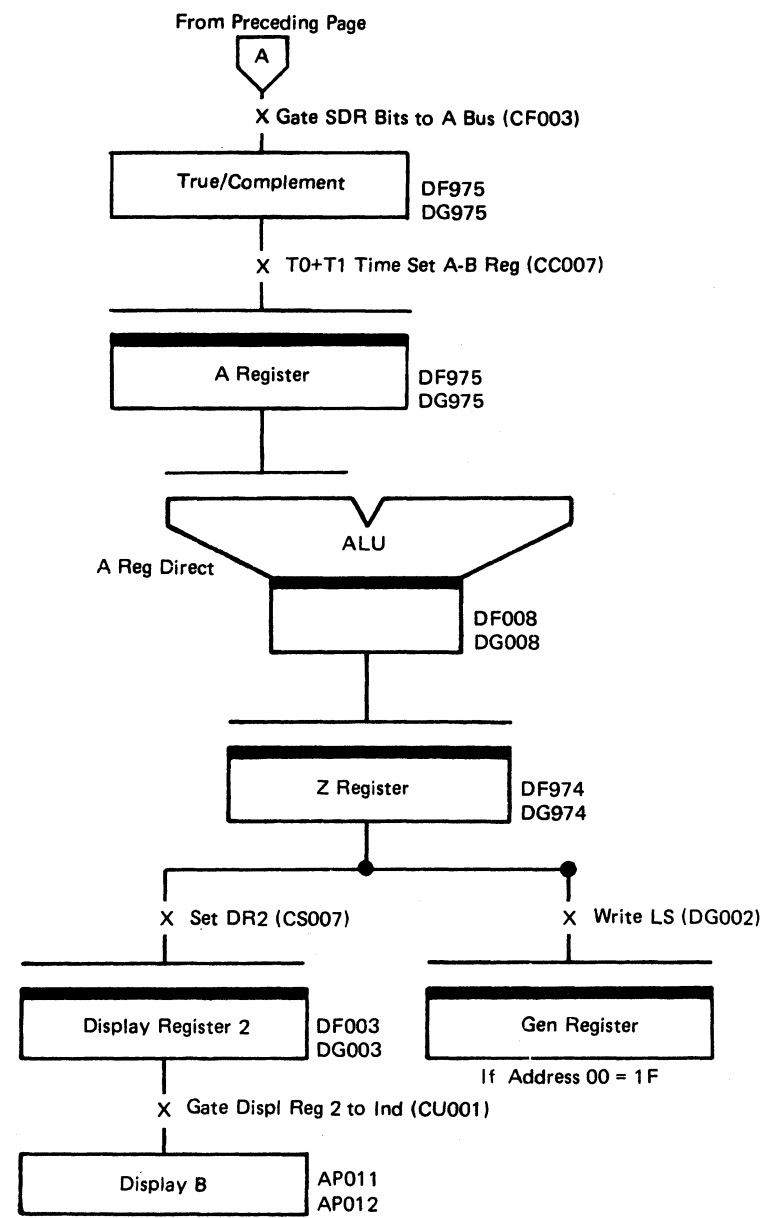 From Preceding Page
A
X Gate SDR Bits to A Bus (CF003)
True/Complement
DF975
DG975
X T0+T1 Time Set A-B Reg (CC007)
A Register
DF975
DG975
ALU
A Reg Direct
DF008
DG008
Z Register
DF974
DG974
X Set DR2 (CS007)
X Write LS (DG002)
Display Register 2
DF003
DG003
Gen Register
If Address 00 = 1F
X Gate Displ Reg 2 to Ind (CU001)
Display B
AP011
AP012